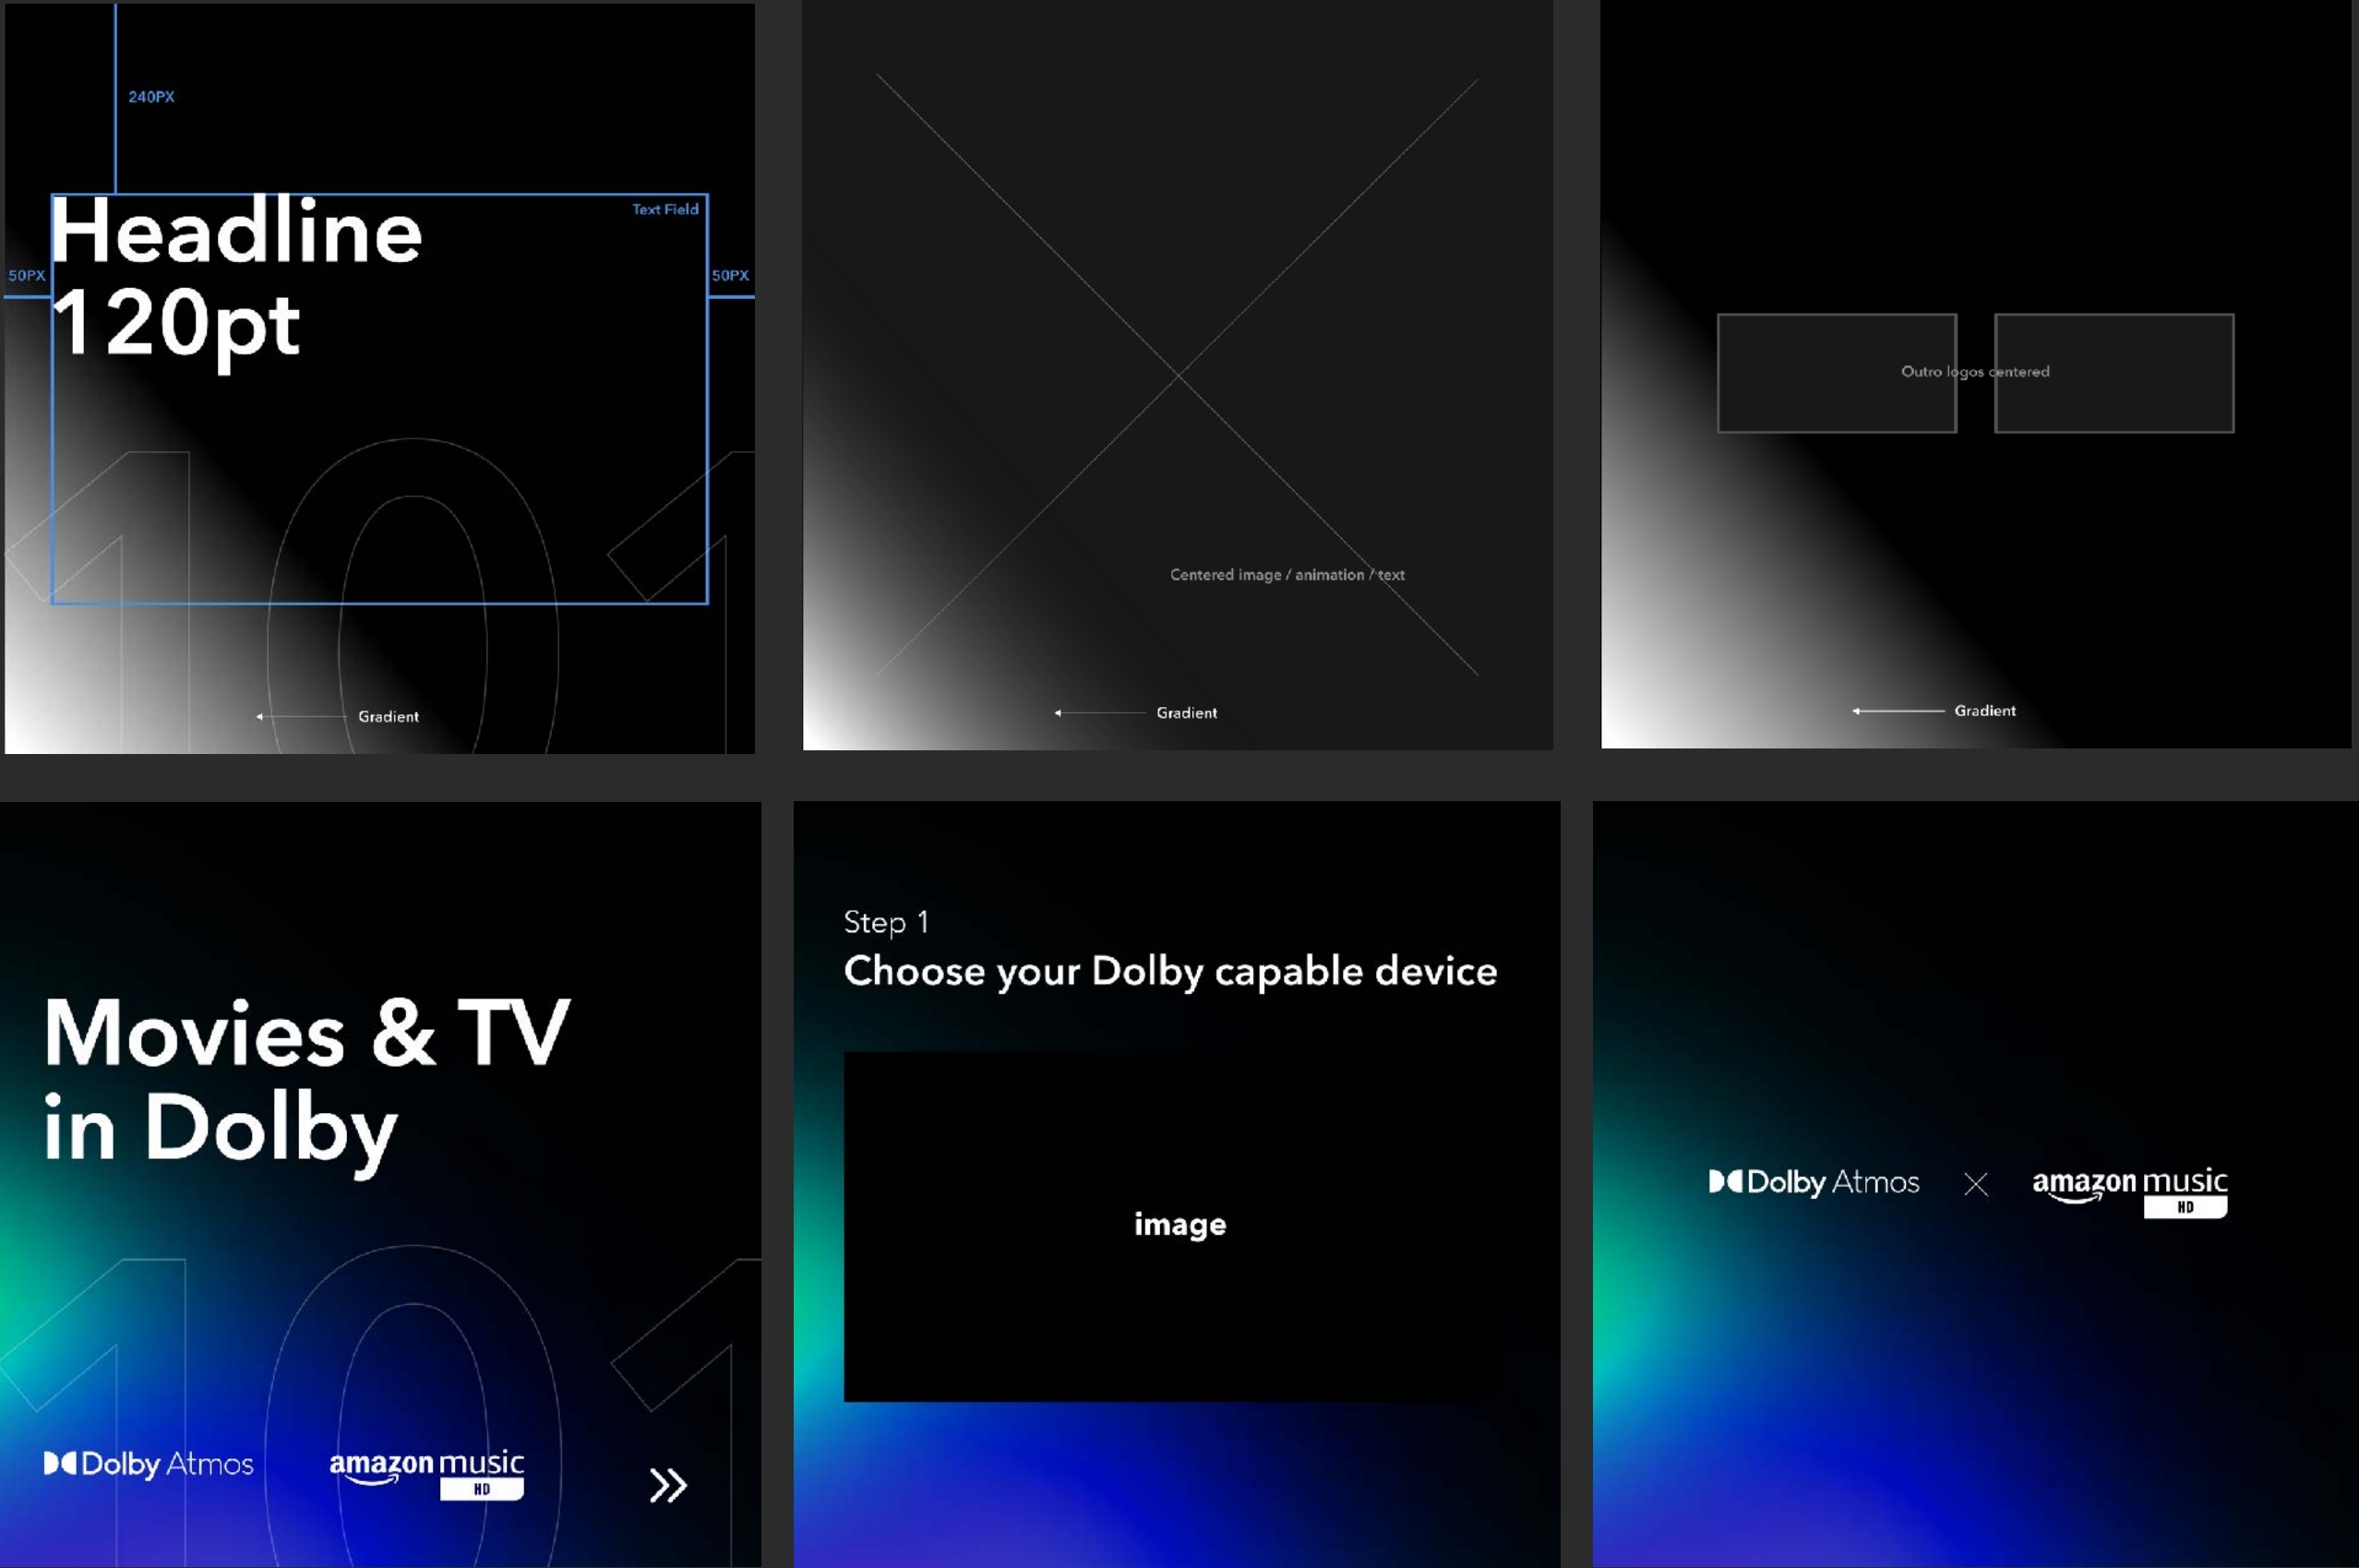 240PX
Text Field
Headline
120pt
50PX
50PX
101
Gradient
Centered image / animation / text
Gradient
Outro logos centered
Gradient
Movies & TV
in Dolby
101
Dolby Atmos
amazon music
HD
Step 1
Choose your Dolby capable device
image
Dolby Atmos
amazon music
HD